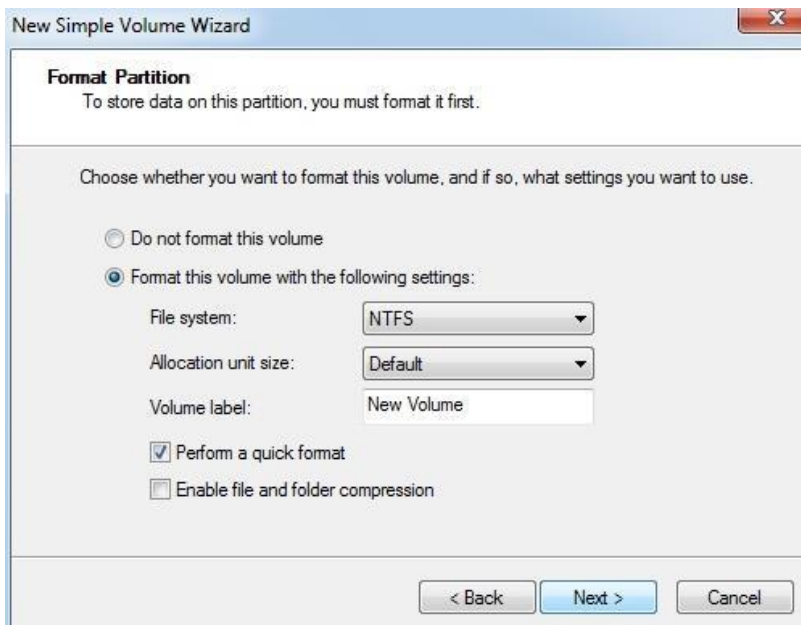 New Simple Volume Wizard
Format Partition
To store data on this partition, you must format it first.
Choose whether you want to format this volume, and if so, what settings you want to use.
Do not format this volume
Format this volume with the following settings:
File system: NTFS
Allocation unit size: Default
Volume label: New Volume
Perform a quick format
Enable file and folder compression
< Back Next > Cancel